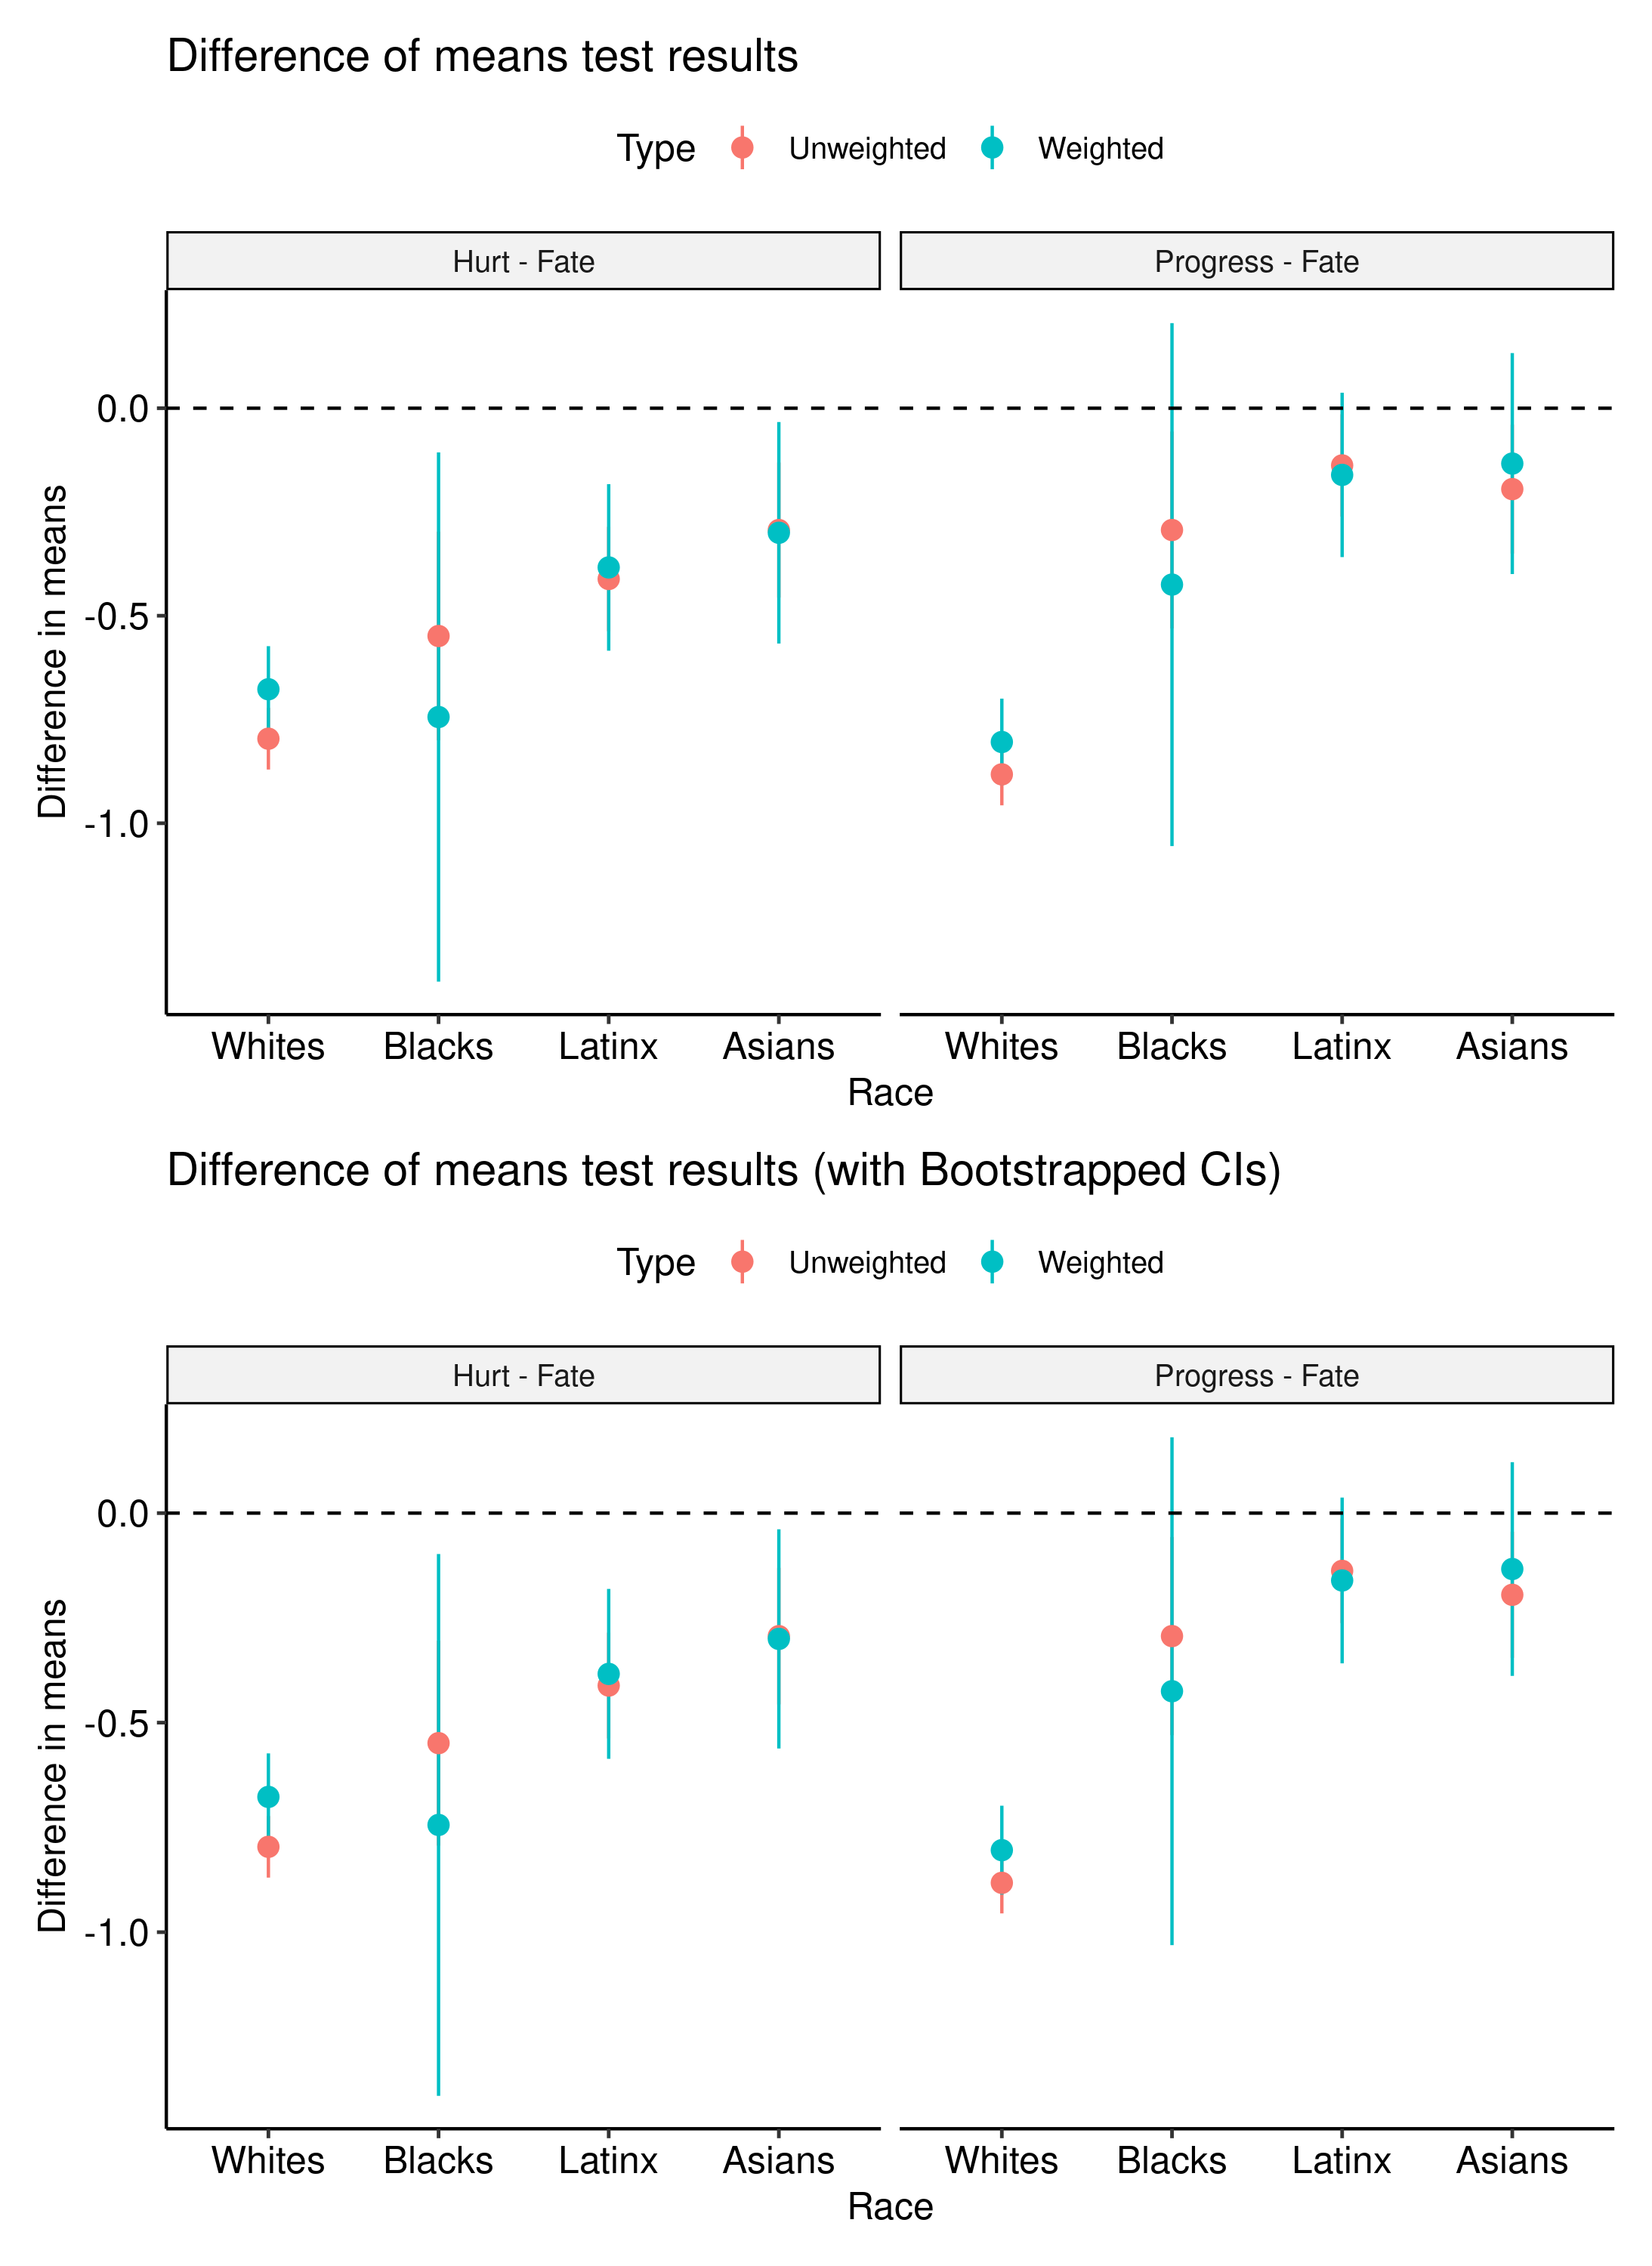 Difference of means test results
Type Unweighted Weighted
Hurt - Fate Progress - Fate
Difference in means
0.0
-0.5
-1.0
Whites Blacks Latinx Asians Whites Blacks Latinx Asians
Race
Difference of means test results (with Bootstrapped CIs)
Type Unweighted Weighted
Hurt - Fate Progress - Fate
Difference in means
0.0
-0.5
-1.0
Whites Blacks Latinx Asians Whites Blacks Latinx Asians
Race